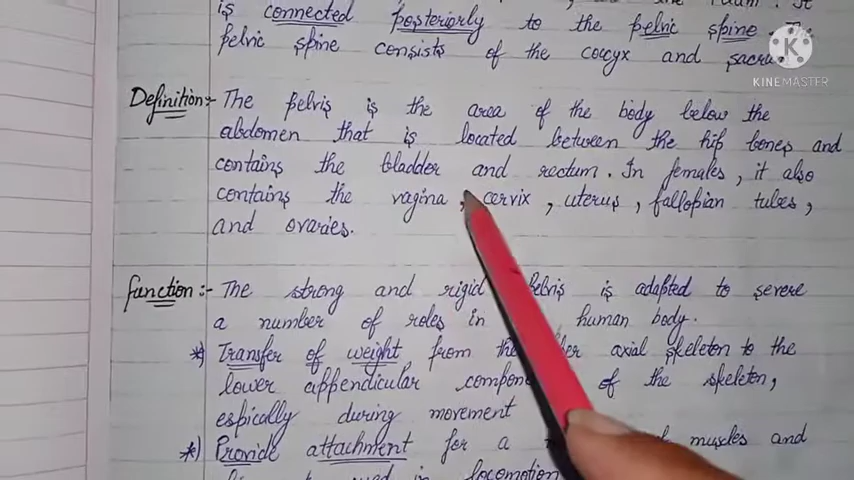 is connected posteriorly to the pelvic spine.
pelvic spine consists of the coccyx and
K
KINEMASTER
Definition:- The pelvis is the area of the body below the
abdomen that is located between the hip bones and
contains the bladder and rectum. In females, it also
contains the vagina, cervix, uterus, fallopian tubes,
and ovaries.
function:- The strong and rigid pelvis is adapted to severe
a number of roles in human body.
*) Transfer of weight from the axial skeleton to the
lower appendicular of the skeleton,
espically during movement
*) Provide attachment for a muscles and
used in locomotion